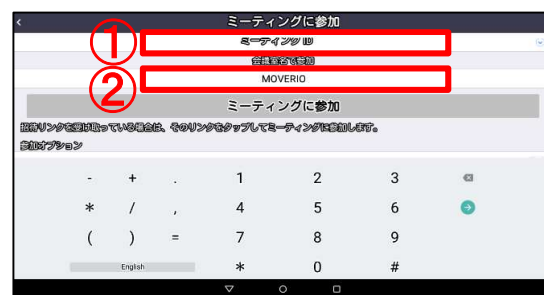 ミーティングに参加
① ミーティング ID
会議室名で参加
② MOVERIO
ミーティングに参加
招待リンクを受け取っている場合は、そのリンクをタップしてミーティングに参加します。
参加オプション
- + . 1 2 3
* / , 4 5 6
( ) = 7 8 9
English * 0 #